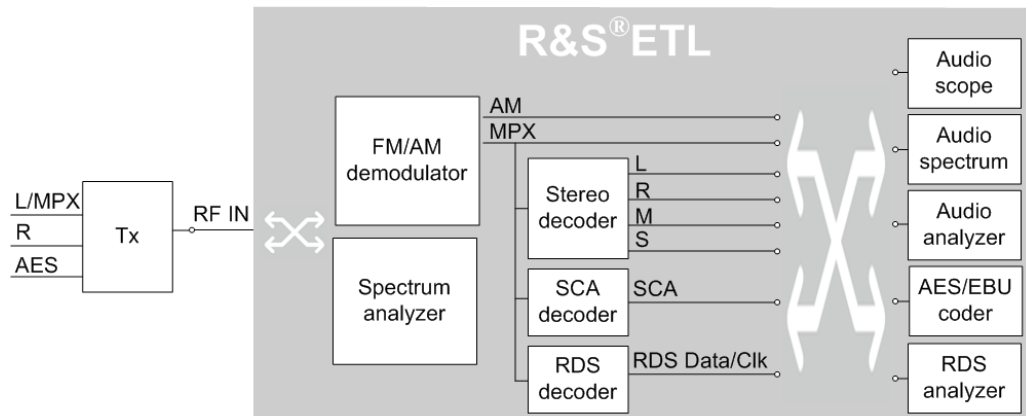 R&S®ETL
L/MPX
R
AES
Tx
RF IN
FM/AM
demodulator
Spectrum
analyzer
AM
MPX
Stereo
decoder
L
R
M
S
SCA
decoder
SCA
RDS
decoder
RDS Data/Clk
Audio
scope
Audio
spectrum
Audio
analyzer
AES/EBU
coder
RDS
analyzer